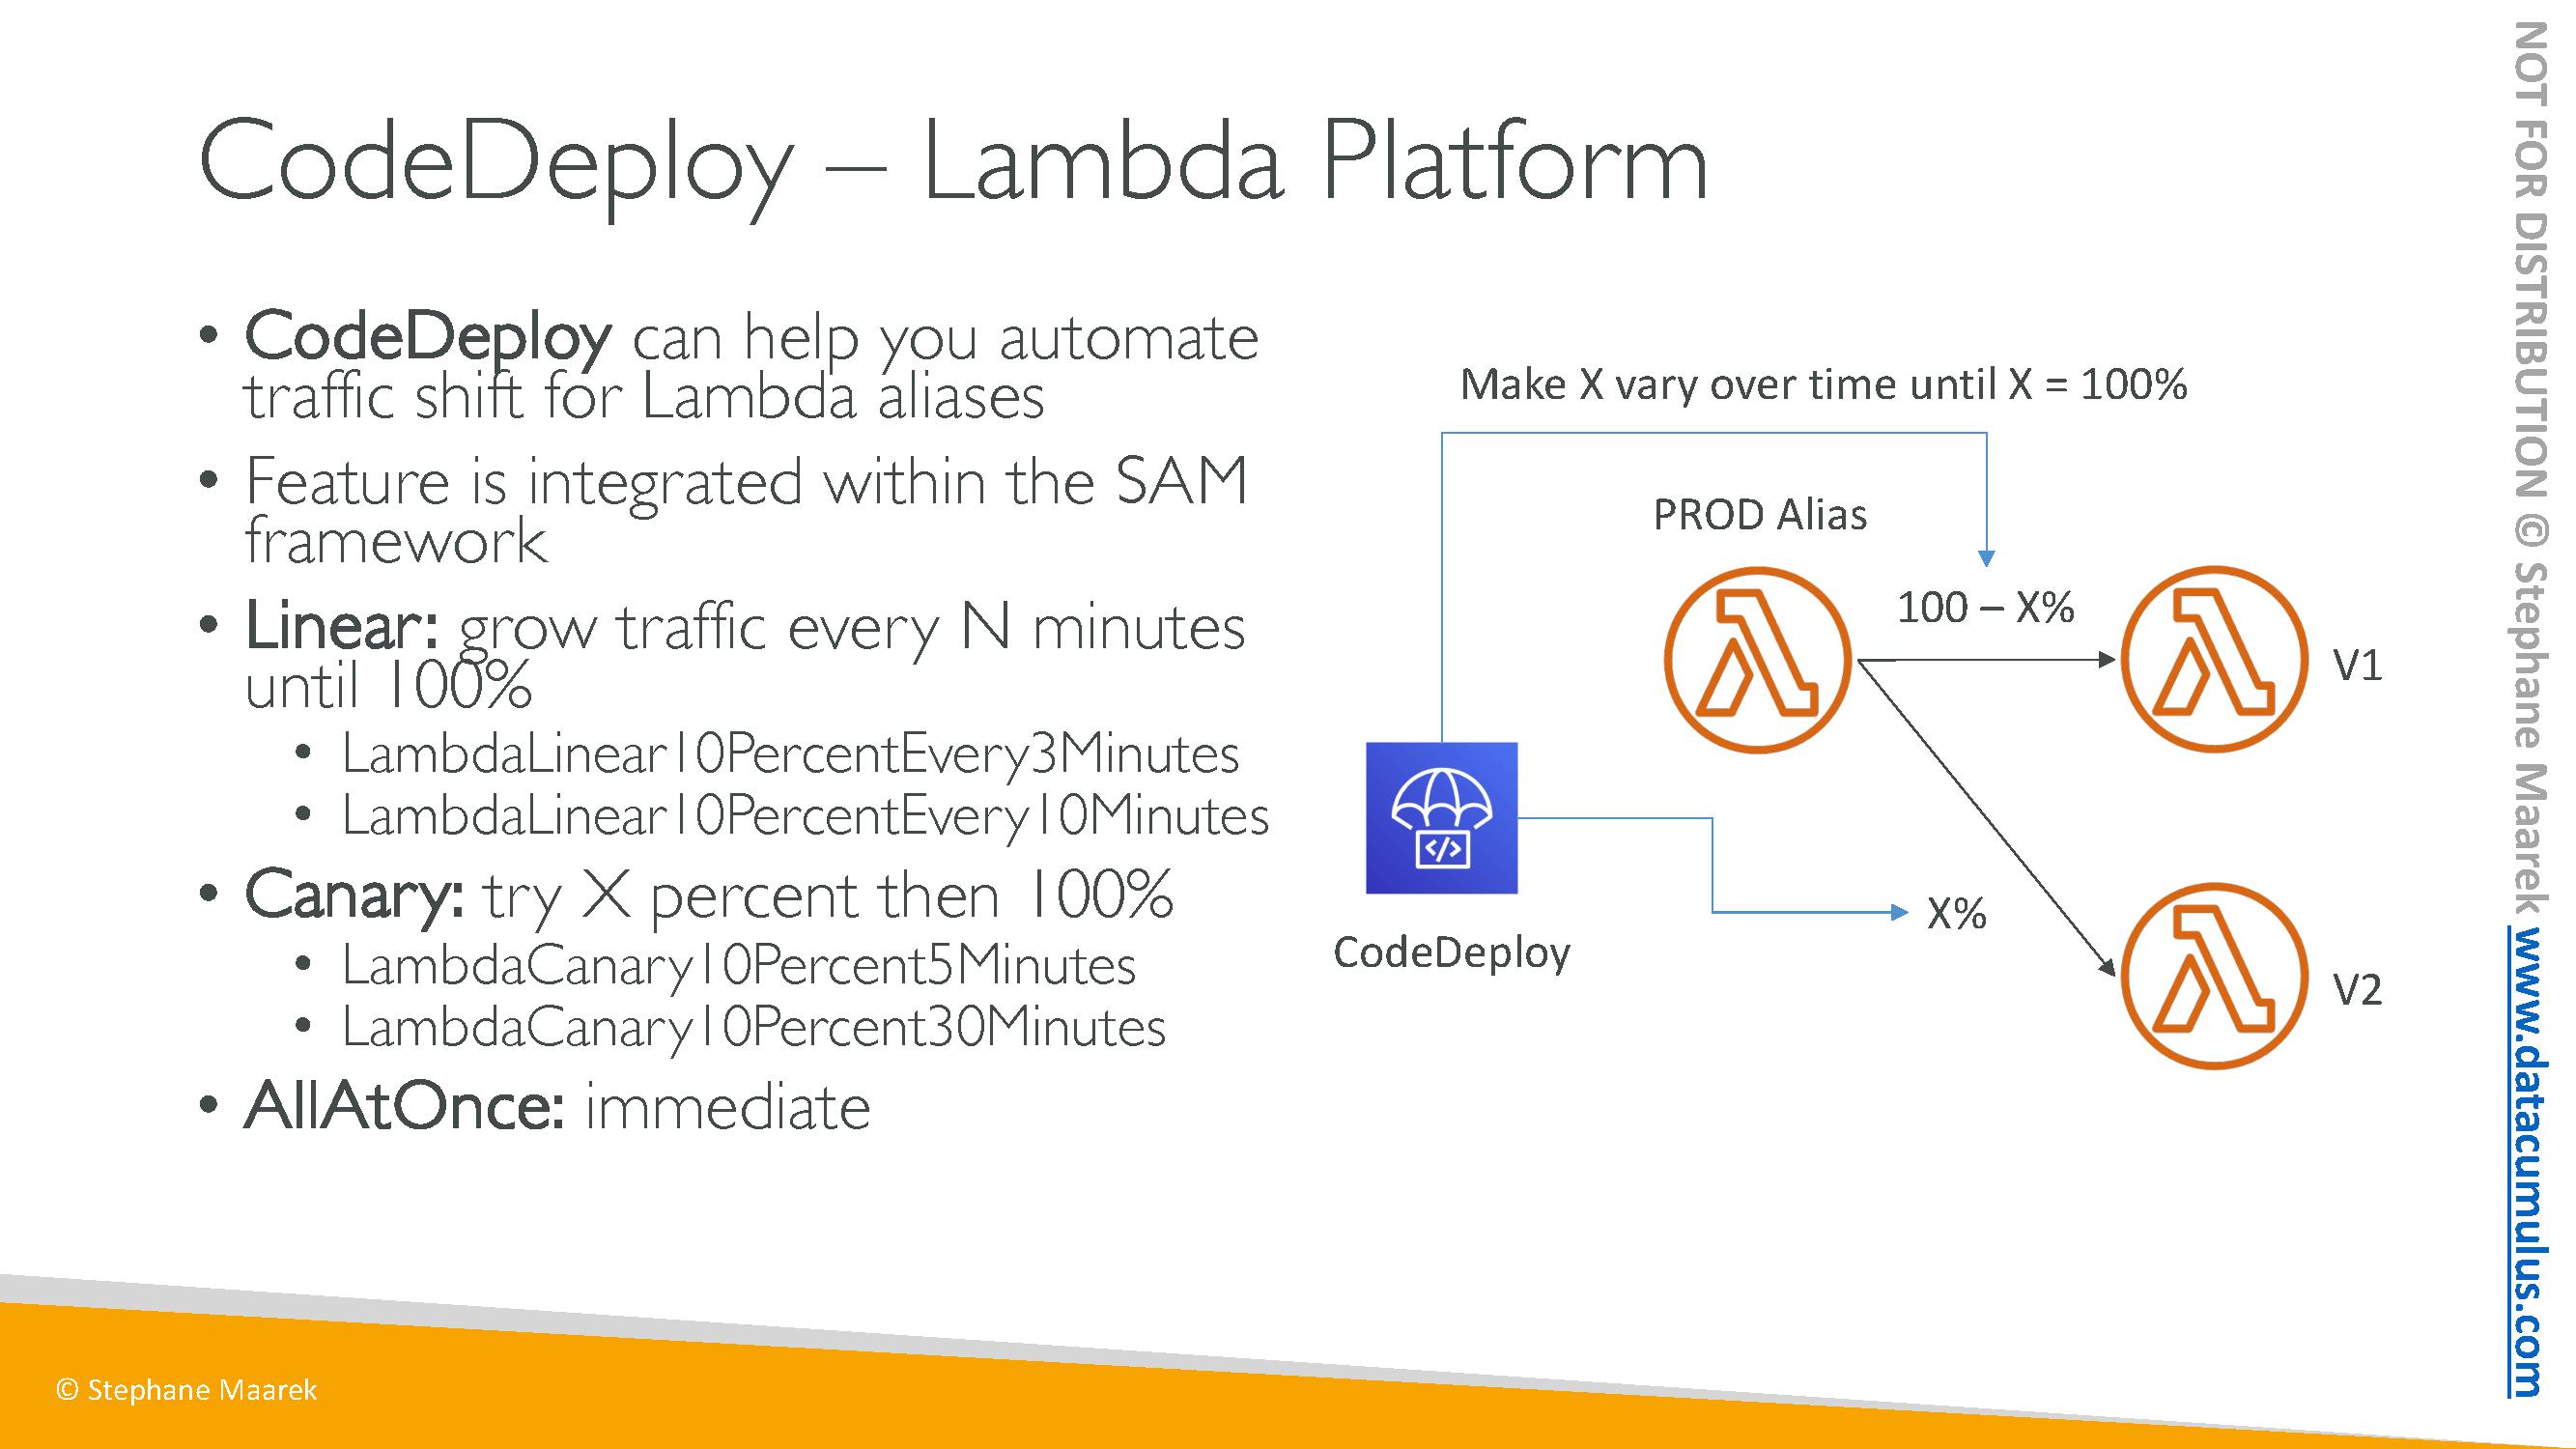 CodeDeploy – Lambda Platform
• CodeDeploy can help you automate
traffic shift for Lambda aliases
• Feature is integrated within the SAM
framework
• Linear: grow traffic every N minutes
until 100%
• LambdaLinear10PercentEvery3Minutes
• LambdaLinear10PercentEvery10Minutes
• Canary: try X percent then 100%
• LambdaCanary10Percent5Minutes
• LambdaCanary10Percent30Minutes
• AllAtOnce: immediate
Make X vary over time until X = 100%
PROD Alias
100 – X%
V1
CodeDeploy
X%
V2
© Stephane Maarek
NOT FOR DISTRIBUTION © Stephane Maarek www.datacumulus.com